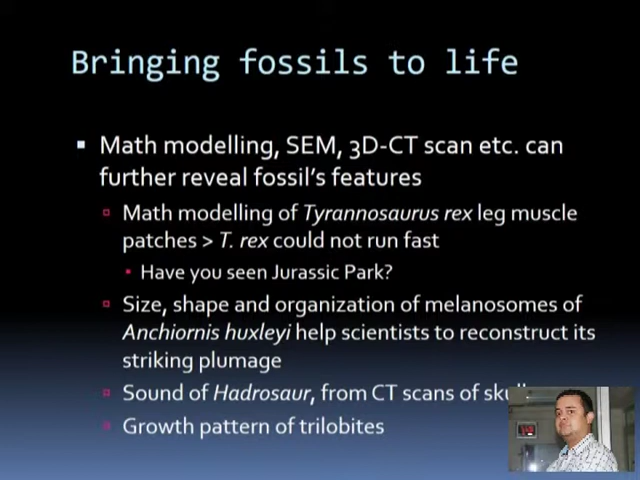 Bringing fossils to life
Math modelling, SEM, 3D-CT scan etc. can
further reveal fossil's features
Math modelling of Tyrannosaurus rex leg muscle
patches > T. rex could not run fast
Have you seen Jurassic Park?
Size, shape and organization of melanosomes of
Anchiornis huxleyi help scientists to reconstruct its
striking plumage
Sound of Hadrosaur, from CT scans of
Growth pattern of trilobites